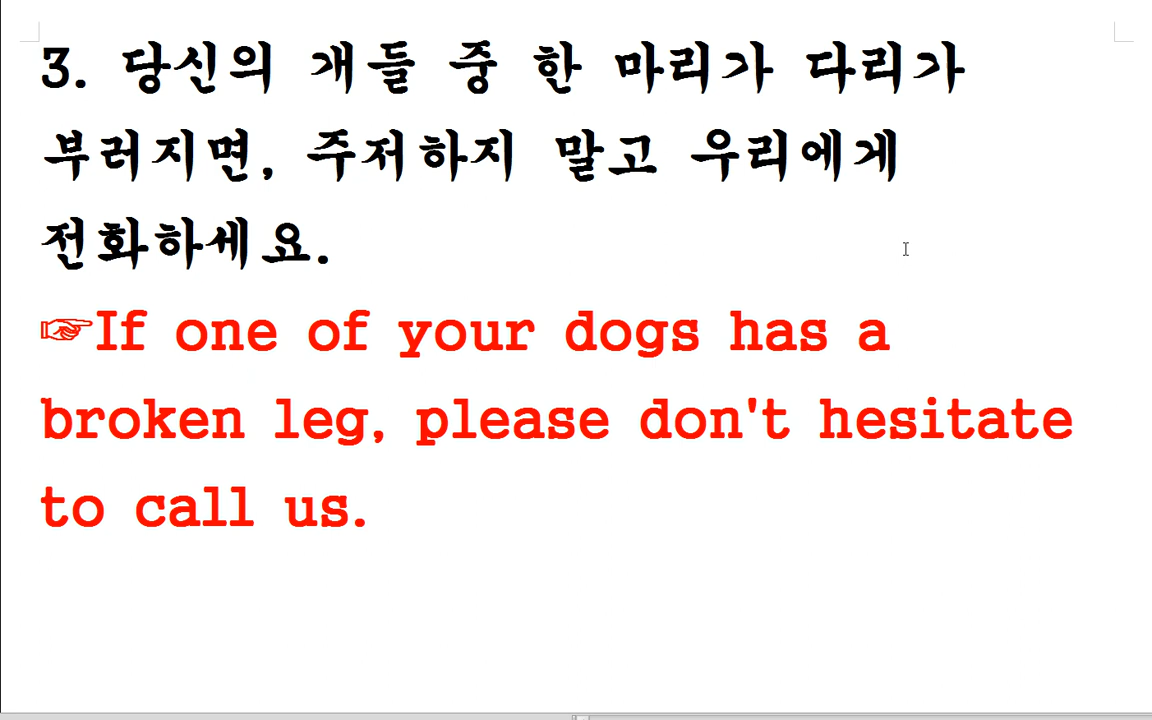 3. 당신의 개들 중 한 마리가 다리가
부러지면, 주저하지 말고 우리에게
전화하세요.
☞If one of your dogs has a
broken leg, please don't hesitate
to call us.